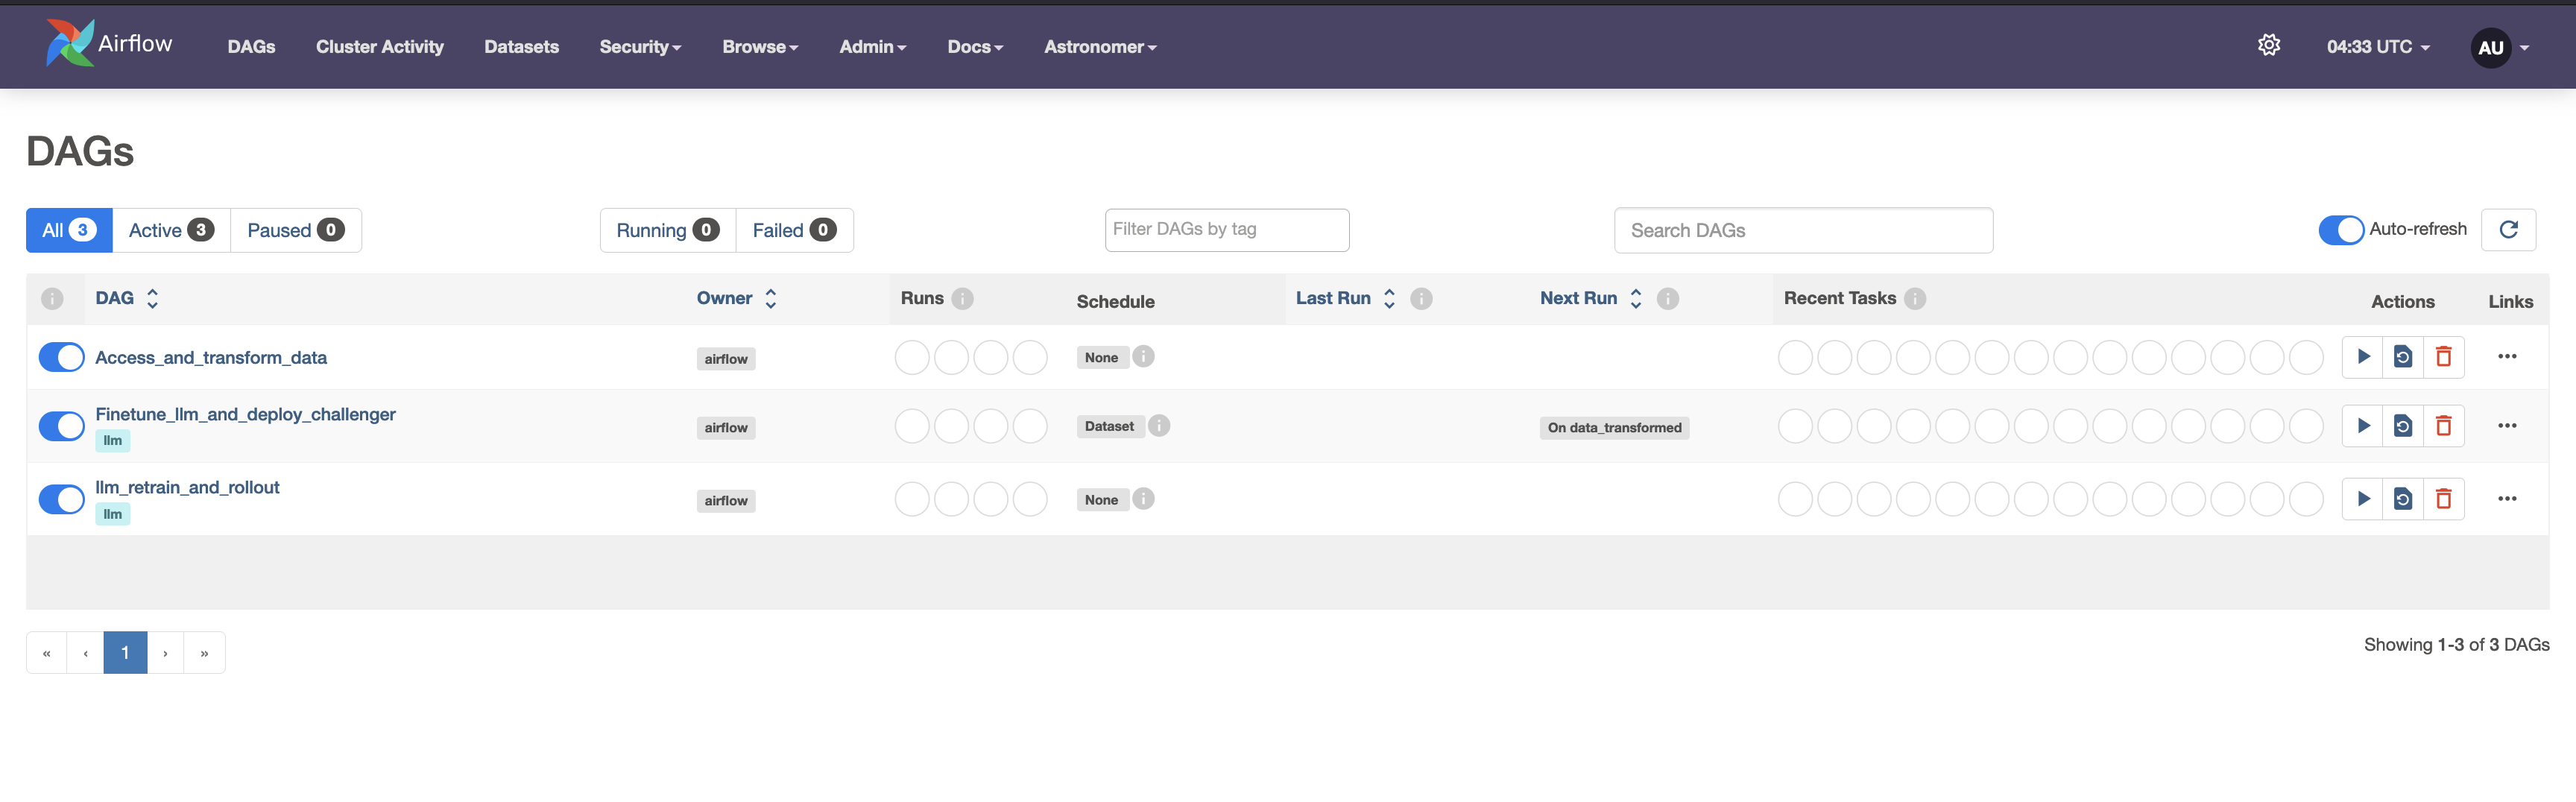 Airflow DAGs Cluster Activity Datasets Security Browse Admin Docs Astronomer 04:33 UTC AU
DAGs
All 3 Active 3 Paused 0 Running 0 Failed 0 Filter DAGs by tag Search DAGs Auto-refresh
i DAG Owner Runs i Schedule Last Run i Next Run i Recent Tasks i Actions Links
Access_and_transform_data airflow None i
Finetune_llm_and_deploy_challenger
llm airflow Dataset i On data_transformed
llm_retrain_and_rollout
llm airflow None i
« ‹ 1 › » Showing 1-3 of 3 DAGs